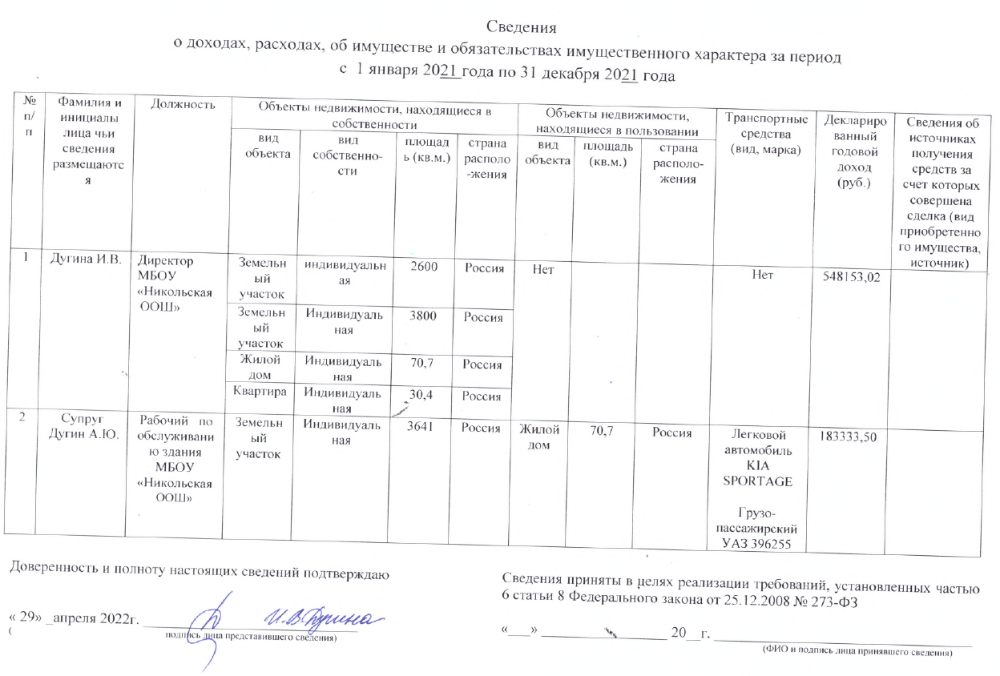 Сведения
о доходах, расходах, об имуществе и обязательствах имущественного характера за период
с 1 января 2021 года по 31 декабря 2021 года
№ п/п
Фамилия и инициалы лица чьи сведения размещаются
Должность
Объекты недвижимости, находящиеся в собственности
Объекты недвижимости, находящиеся в пользовании
Транспортные средства (вид, марка)
Деклариро ванный годовой доход (руб.)
Сведения об источниках получения средств за счет которых совершена сделка (вид приобретенно го имущества, источник)
вид объекта
вид собственно-сти
площад ь (кв.м.)
страна располо -жения
вид объекта
площадь (кв.м.)
страна располо-жения
1
Дугина И.В.
Директор МБОУ «Никольская ООШ»
Земельн ый участок
индивидуальн ая
2600
Россия
Нет
Нет
548153,02
Земельн ый участок
Индивидуаль ная
3800
Россия
Жилой дом
Индивидуаль ная
70,7
Россия
Квартира
Индивидуаль ная
30,4
Россия
2
Супруг Дугин А.Ю.
Рабочий по обслуживани ю здания МБОУ «Никольская ООШ»
Земельн ый участок
Индивидуаль ная
3641
Россия
Жилой дом
70,7
Россия
Легковой автомобиль KIA SPORTAGE
Грузо-пассажирский УАЗ 396255
183333,50
Доверенность и полноту настоящих сведений подтверждаю
« 29» _апреля 2022г. И.В Дугина
( подпись лица представившего сведения)
Сведения приняты в целях реализации требований, установленных частью
6 статьи 8 Федерального закона от 25.12.2008 № 273-ФЗ
«___» _________________ 20__г. ___________________________________
(ФИО и подпись лица принявшего сведения)